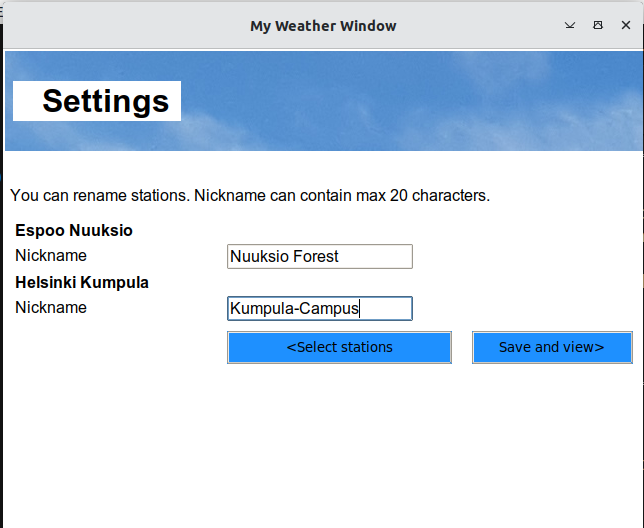 My Weather Window
Settings
You can rename stations. Nickname can contain max 20 characters.
Espoo Nuuksio
Nickname
Nuuksio Forest
Helsinki Kumpula
Nickname
Kumpula-Campus
<Select stations
Save and view>